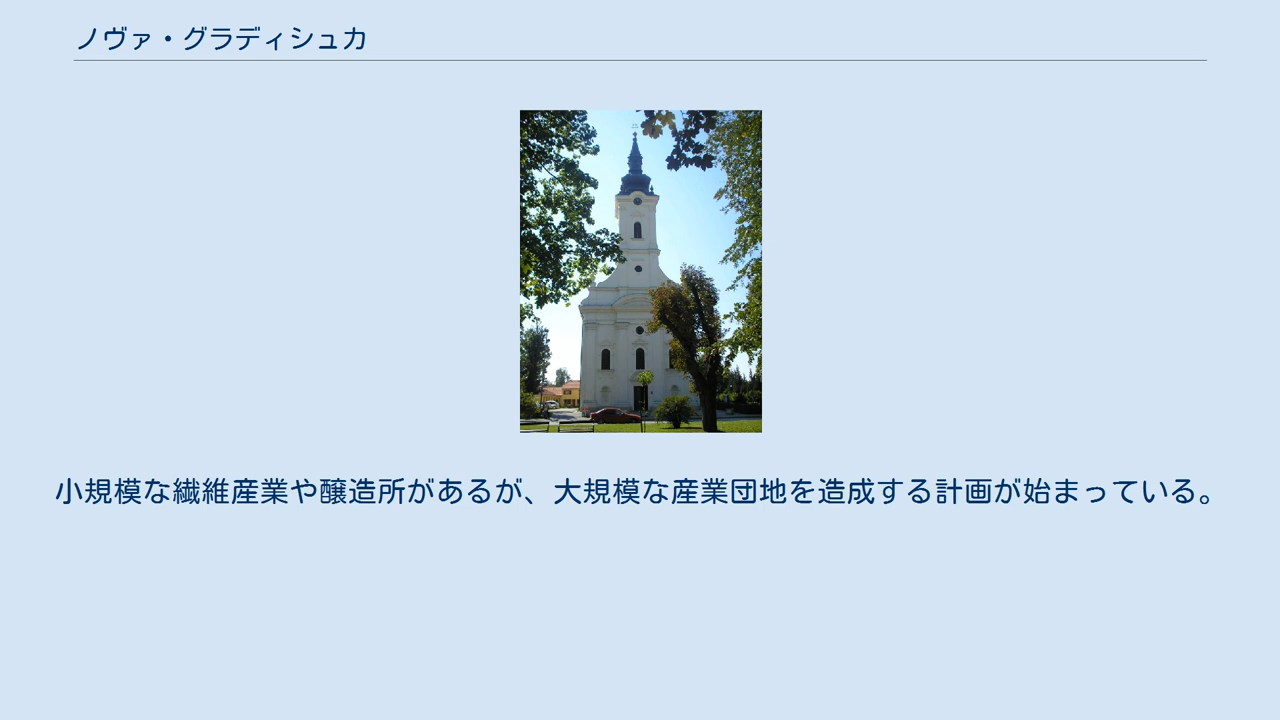 ノヴァ・グラディシュカ
小規模な繊維産業や醸造所があるが、大規模な産業団地を造成する計画が始まっている。